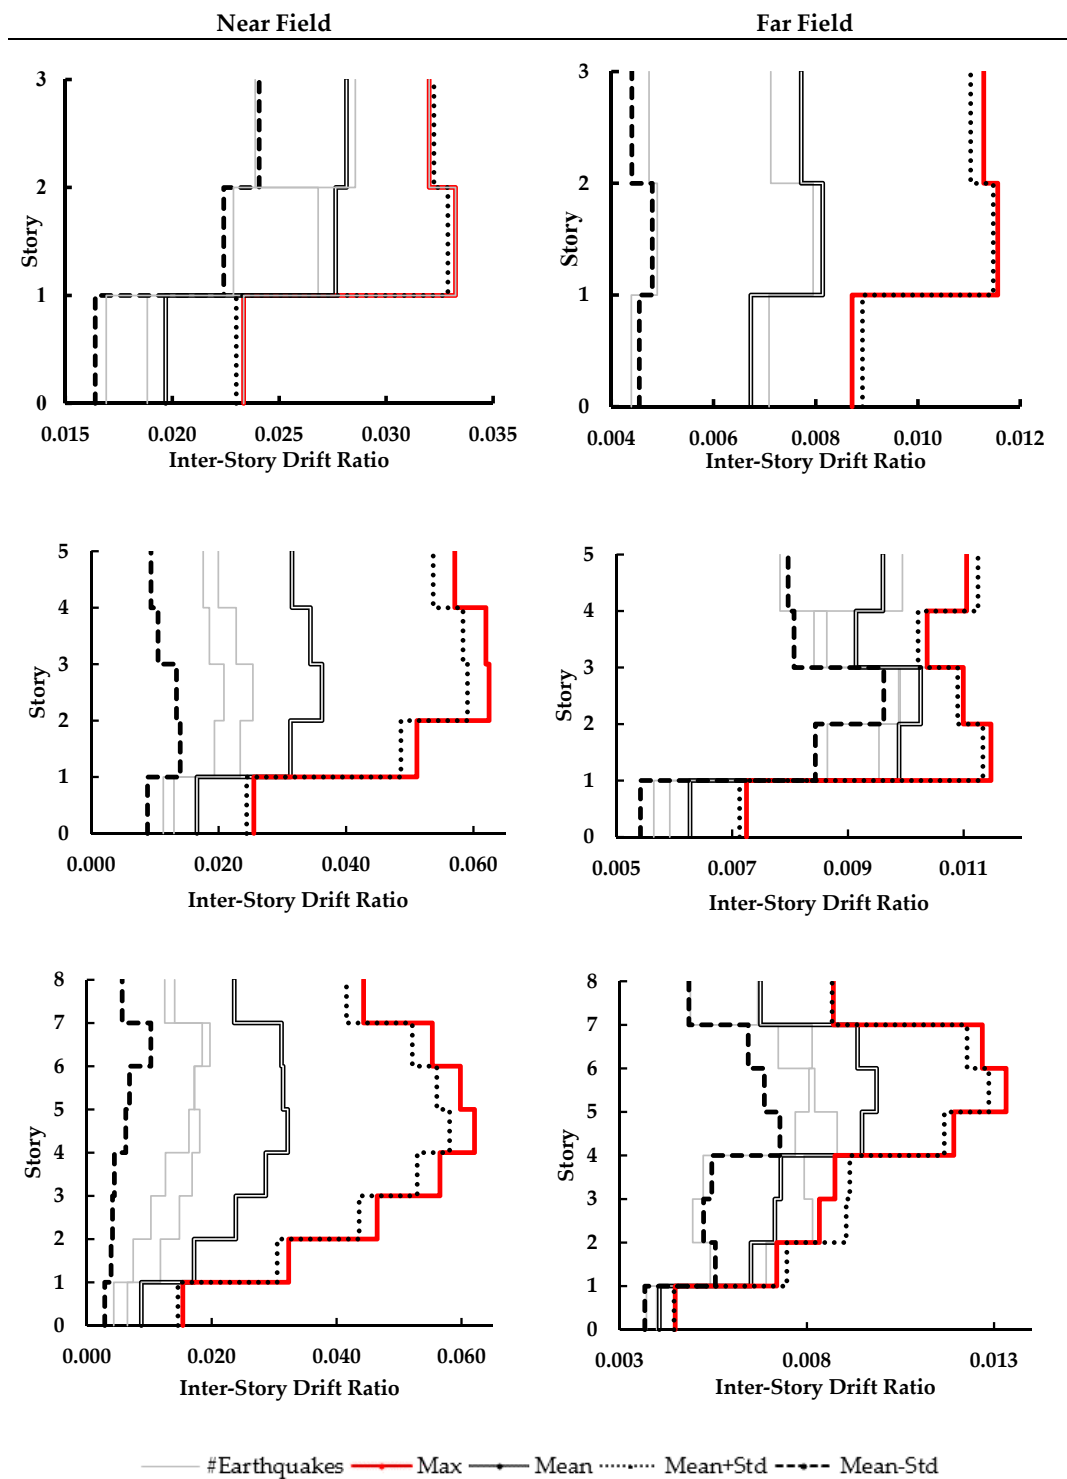 Near Field Far Field
3
2
1
0
Story
0.015 0.020 0.025 0.030 0.035
Inter-Story Drift Ratio
3
2
1
0
Story
0.004 0.006 0.008 0.010 0.012
Inter-Story Drift Ratio
5
4
3
2
1
0
Story
0.000 0.020 0.040 0.060
Inter-Story Drift Ratio
5
4
3
2
1
0
Story
0.005 0.007 0.009 0.011
Inter-Story Drift Ratio
8
7
6
5
4
3
2
1
0
Story
0.000 0.020 0.040 0.060
Inter-Story Drift Ratio
8
7
6
5
4
3
2
1
0
Story
0.003 0.008 0.013
Inter-Story Drift Ratio
#Earthquakes Max Mean Mean+Std Mean-Std